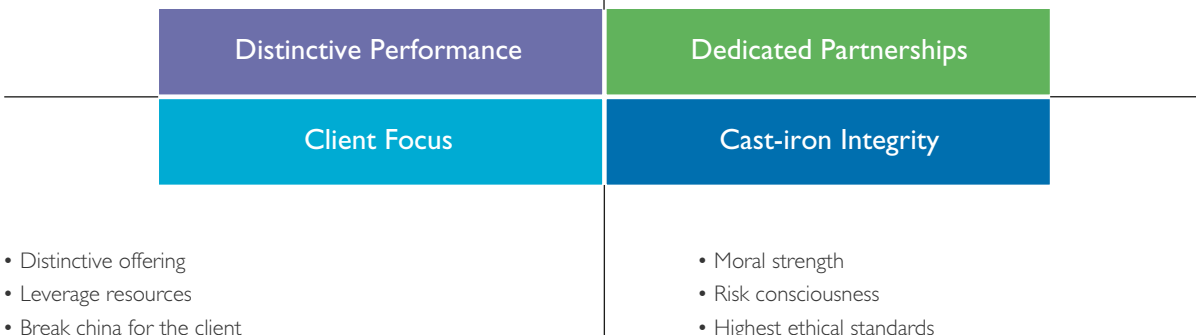 Distinctive Performance
Dedicated Partnerships
Client Focus
Cast-iron Integrity
• Distinctive offering
• Leverage resources
• Break china for the client
• Moral strength
• Risk consciousness
• Highest ethical standards